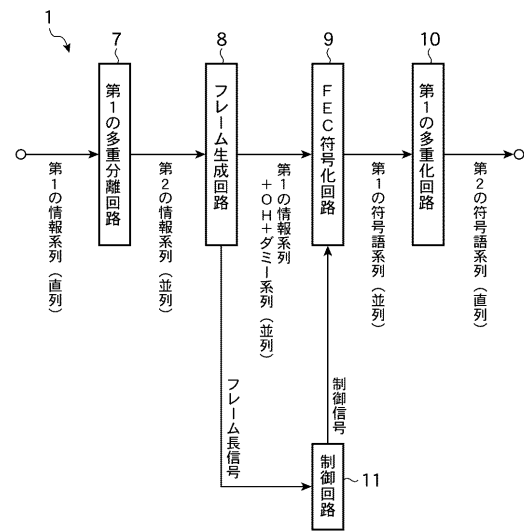 1
7
8
9
10
第1の多重分離回路
フレーム生成回路
FEC符号化回路
第1の多重化回路
第1の情報系列(直列)
第2の情報系列(並列)
第1の情報系列
+OH+ダミー系列(並列)
第1の符号語系列(並列)
第2の符号語系列(直列)
フレーム長信号
制御信号
制御回路
11